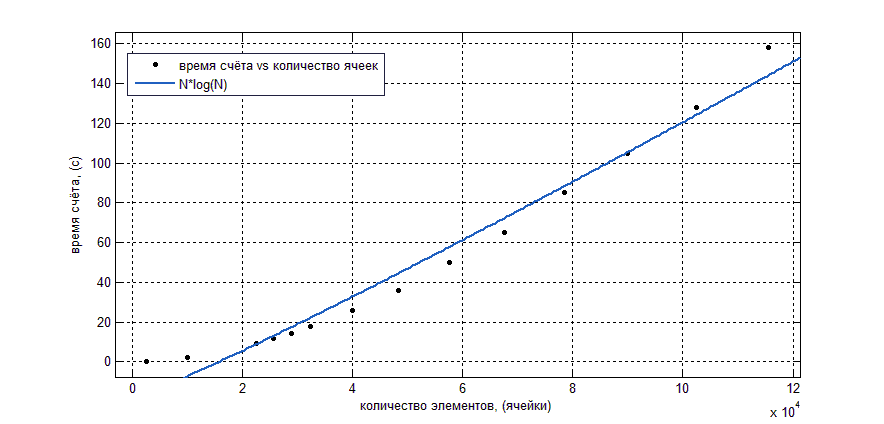 160
140
120
100
80
60
40
20
0
время счёта, (с)
время счёта vs количество ячеек
N*log(N)
0 2 4 6 8 10 12
x 10^4
количество элементов, (ячейки)